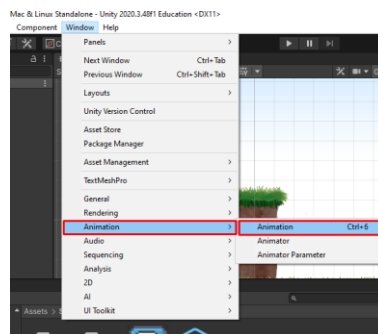 Mac & Linux Standalone - Unity 2020.3.48f1 Education <DX11>
Component Window Help
Panels
Next Window Ctrl+Tab
Previous Window Ctrl+Shift+Tab
Layouts
Unity Version Control
Asset Store
Package Manager
Asset Management
TextMeshPro
General
Rendering
Animation
Audio
Sequencing
Analysis
2D
AI
UI Toolkit
Animation Ctrl+6
Animator
Animator Parameter
Assets >